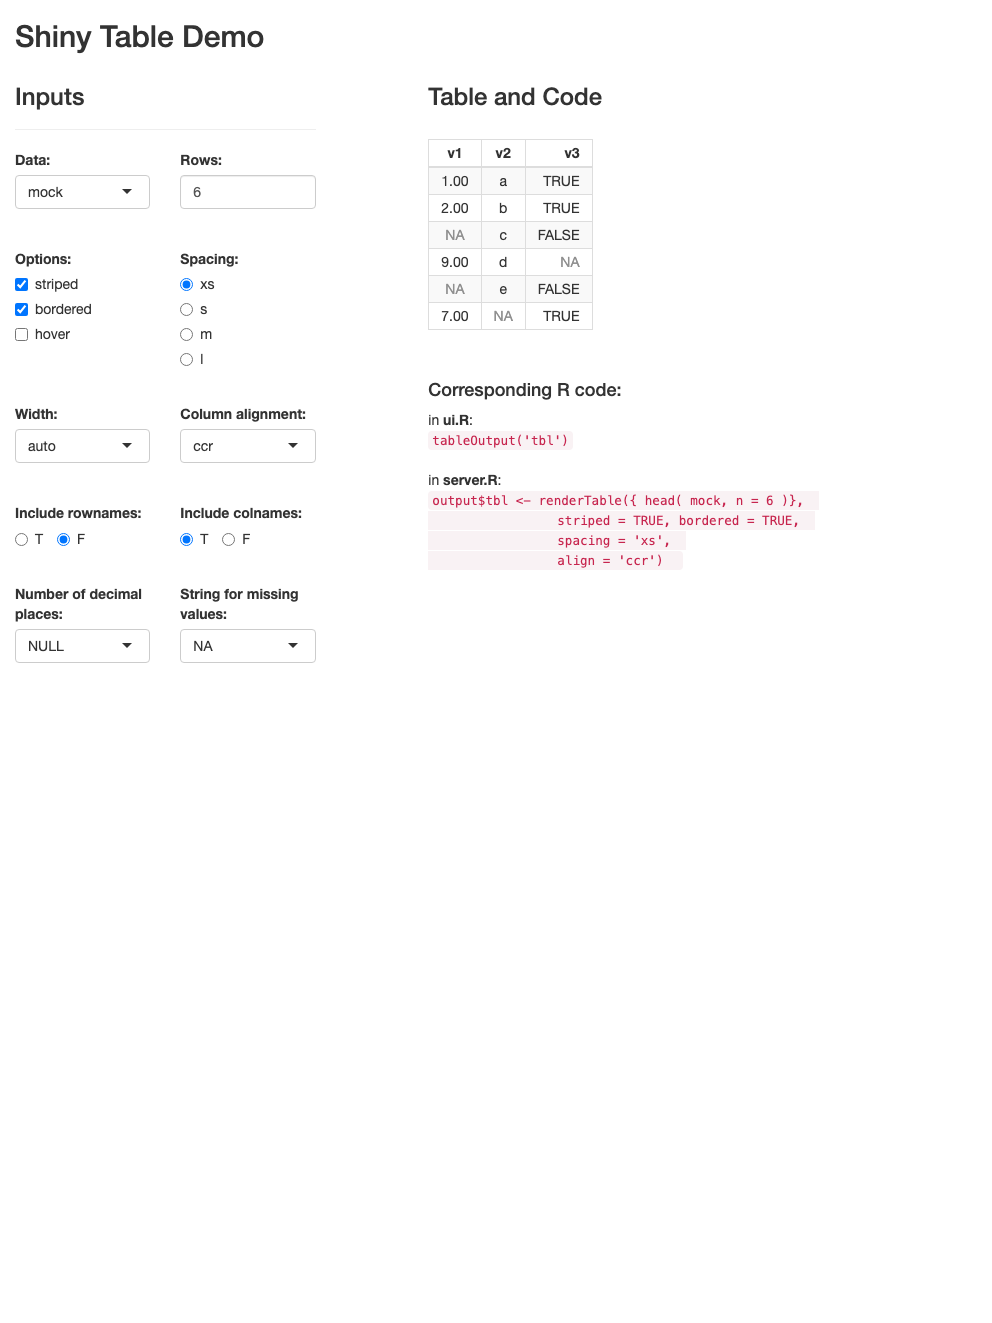 Shiny Table Demo
Inputs
Data:
mock
Rows:
6
Options:
striped
bordered
hover
Spacing:
xs
s
m
l
Width:
auto
Column alignment:
ccr
Include rownames:
T F
Include colnames:
T F
Number of decimal
places:
NULL
String for missing
values:
NA
Table and Code
v1 v2 v3
1.00 a TRUE
2.00 b TRUE
NA c FALSE
9.00 d NA
NA e FALSE
7.00 NA TRUE
Corresponding R code:
in ui.R:
tableOutput('tbl')
in server.R:
output$tbl <- renderTable({ head( mock, n = 6 )},
striped = TRUE, bordered = TRUE,
spacing = 'xs',
align = 'ccr')